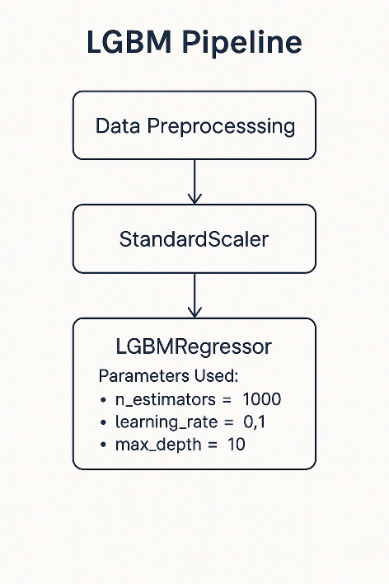 LGBM Pipeline
Data Preprocesssing
StandardScaler
LGBMRegressor
Parameters Used:
• n_estimators = 1000
• learning_rate = 0,1
• max_depth = 10